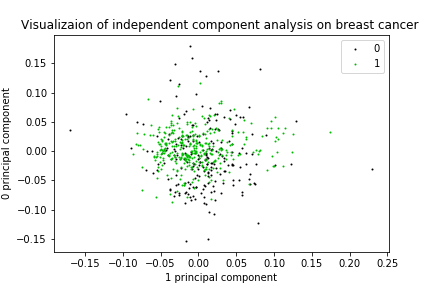 Visualizaion of independent component analysis on breast cancer
0
1
0.15
0.10
0.05
0.00
−0.05
−0.10
−0.15
0 principal component
−0.15 −0.10 −0.05 0.00 0.05 0.10 0.15 0.20 0.25
1 principal component